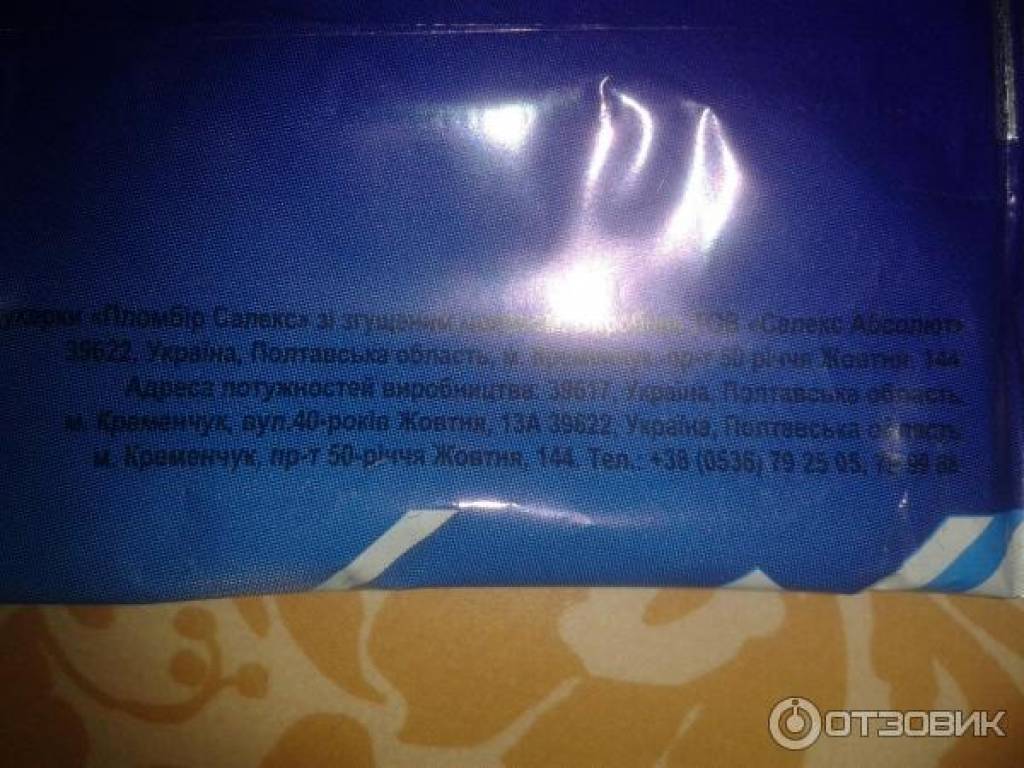 «Пломбір Салекс» зі згущеним ТОВ «Салекс Абсолют»
39622, Україна, Полтавська область, м. Кременчук, пр-т 50-річчя Жовтня, 144
Адреса потужностей виробництва: 39617, Україна, Полтавська область,
м. Кременчук, вул.40-років Жовтня, 13А 39622, Україна, Полтавська область
м. Кременчук, пр-т 50-річчя Жовтня, 144. Тел.: +38 (0536) 79 25 05,
ОТЗОВИК